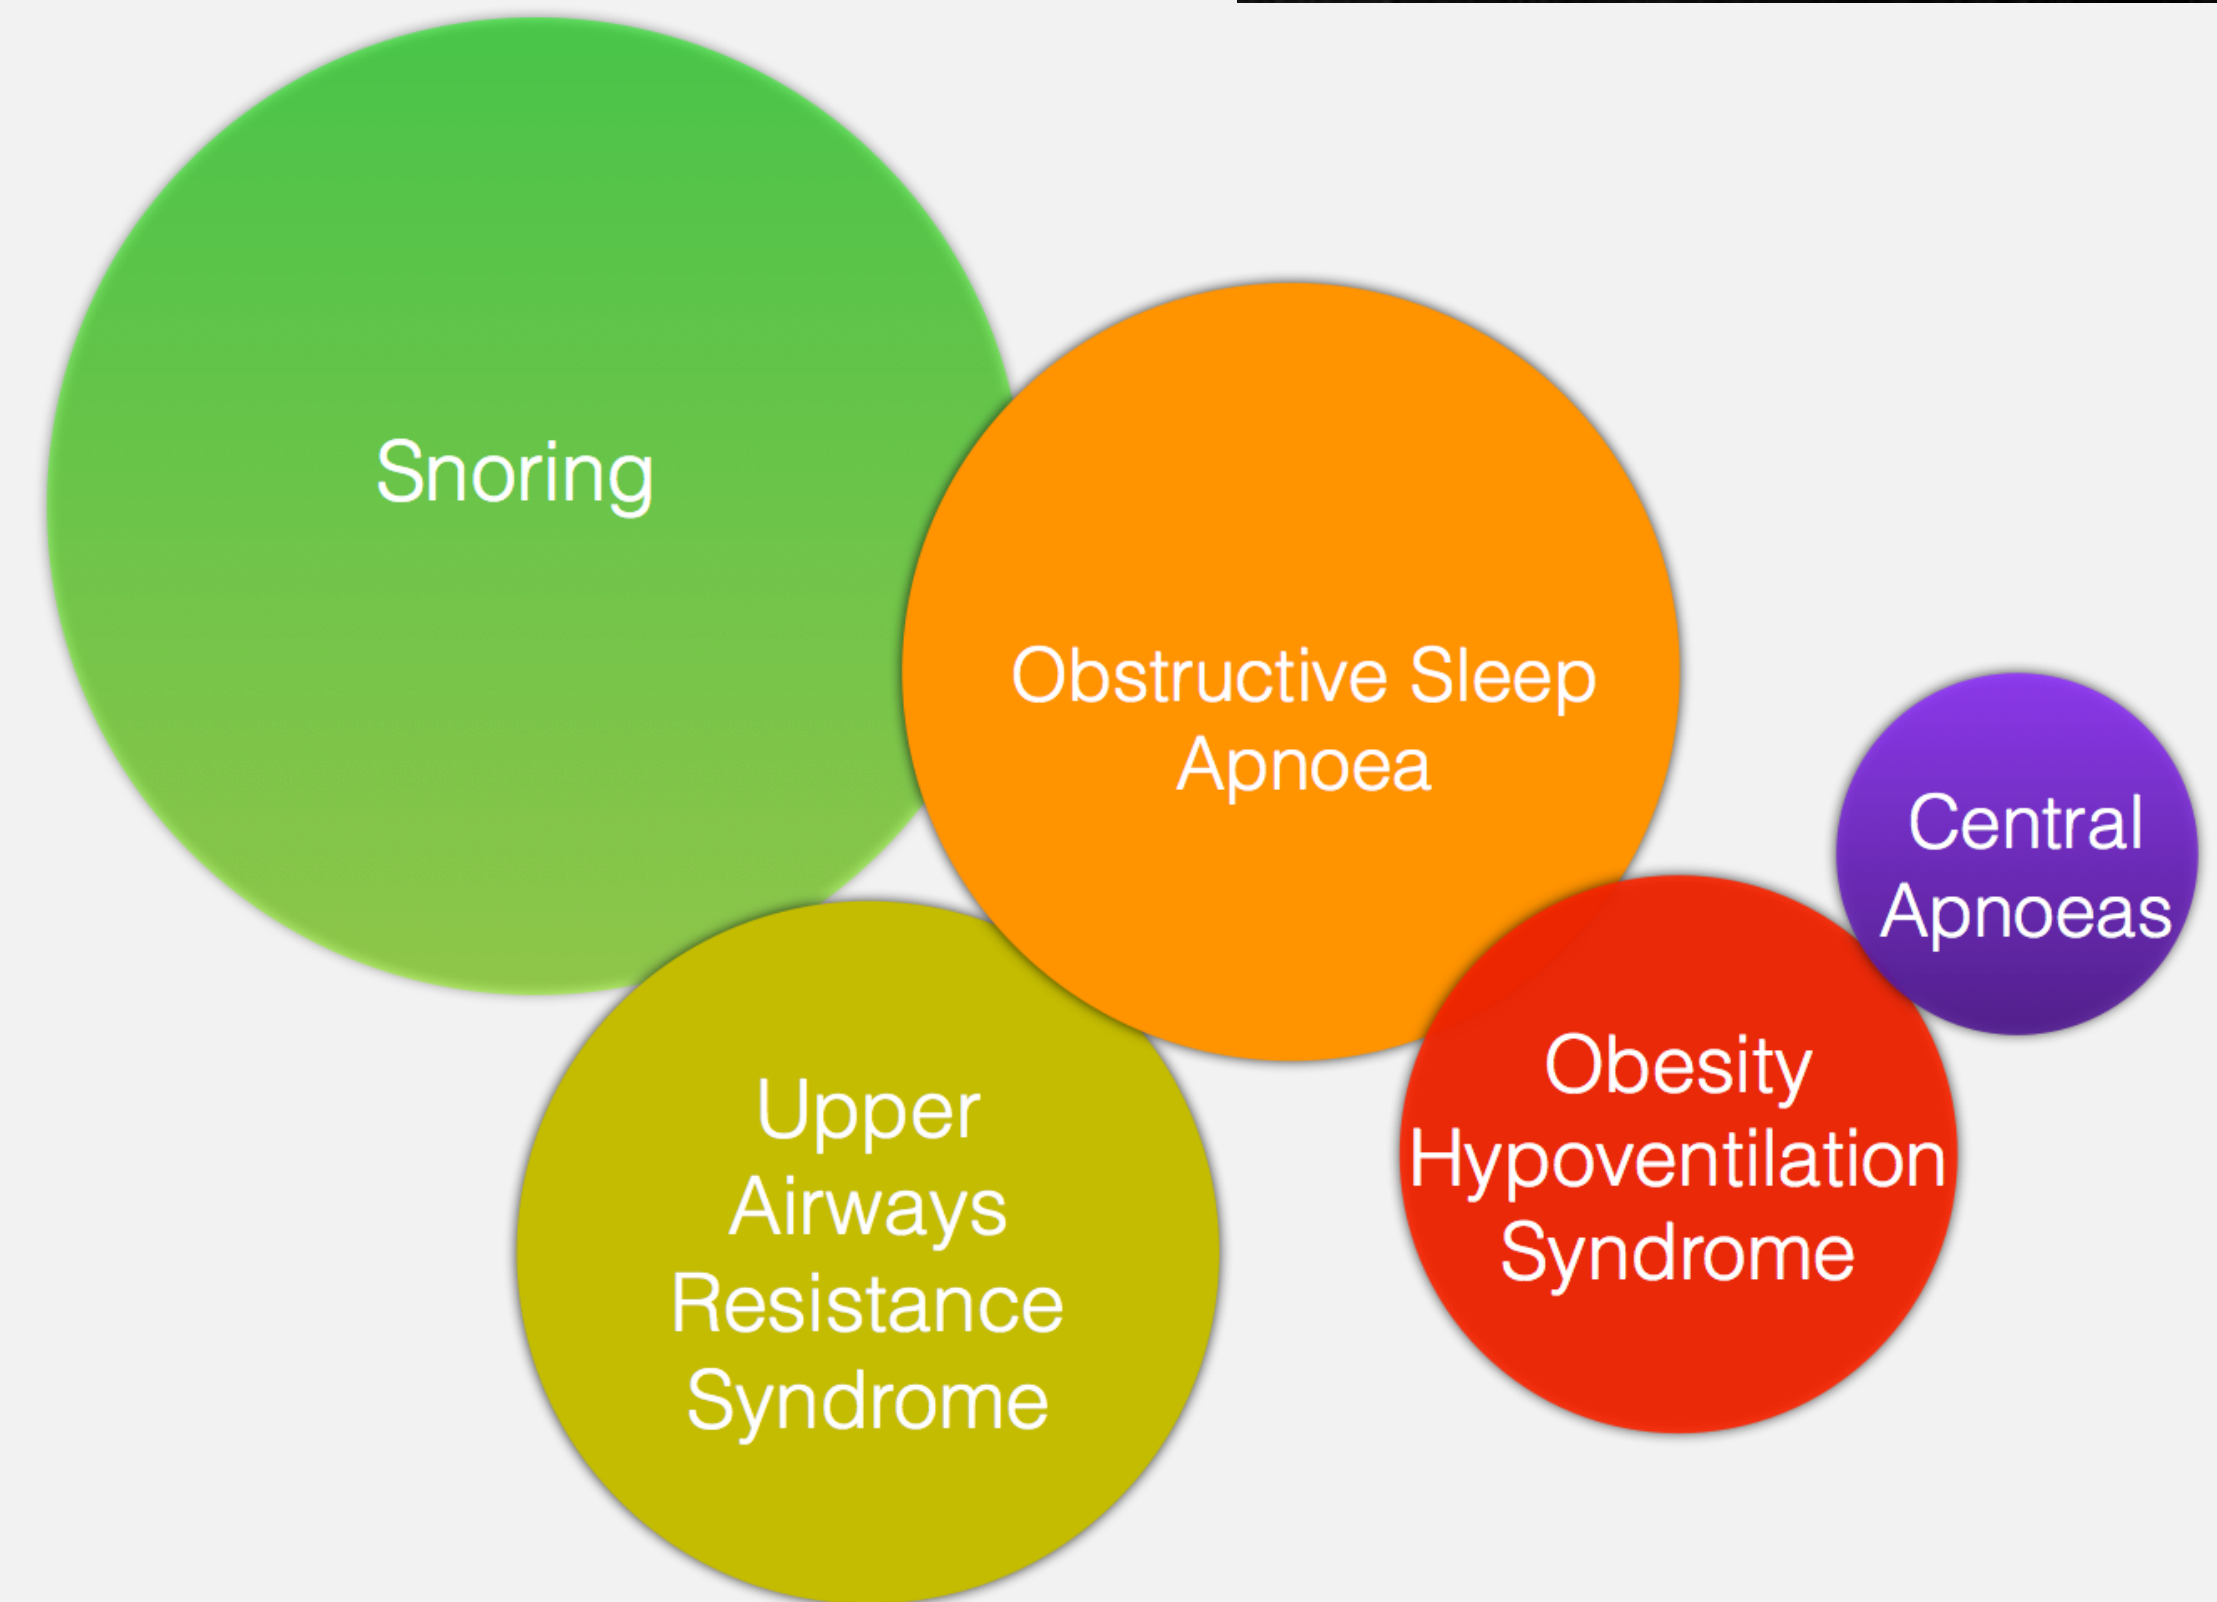 Snoring
Obstructive Sleep
Apnoea
Central
Apnoeas
Upper
Airways
Resistance
Syndrome
Obesity
Hypoventilation
Syndrome